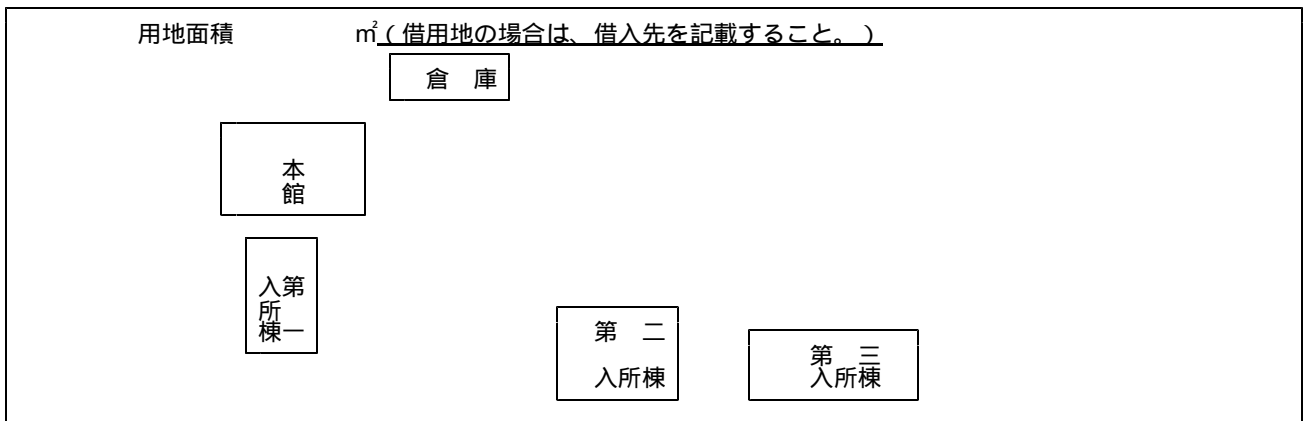 用地面積 ㎡(借用地の場合は、借入先を記載すること。)
倉 庫
本館
第一
入所棟
第 二
入所棟
第 三
入所棟